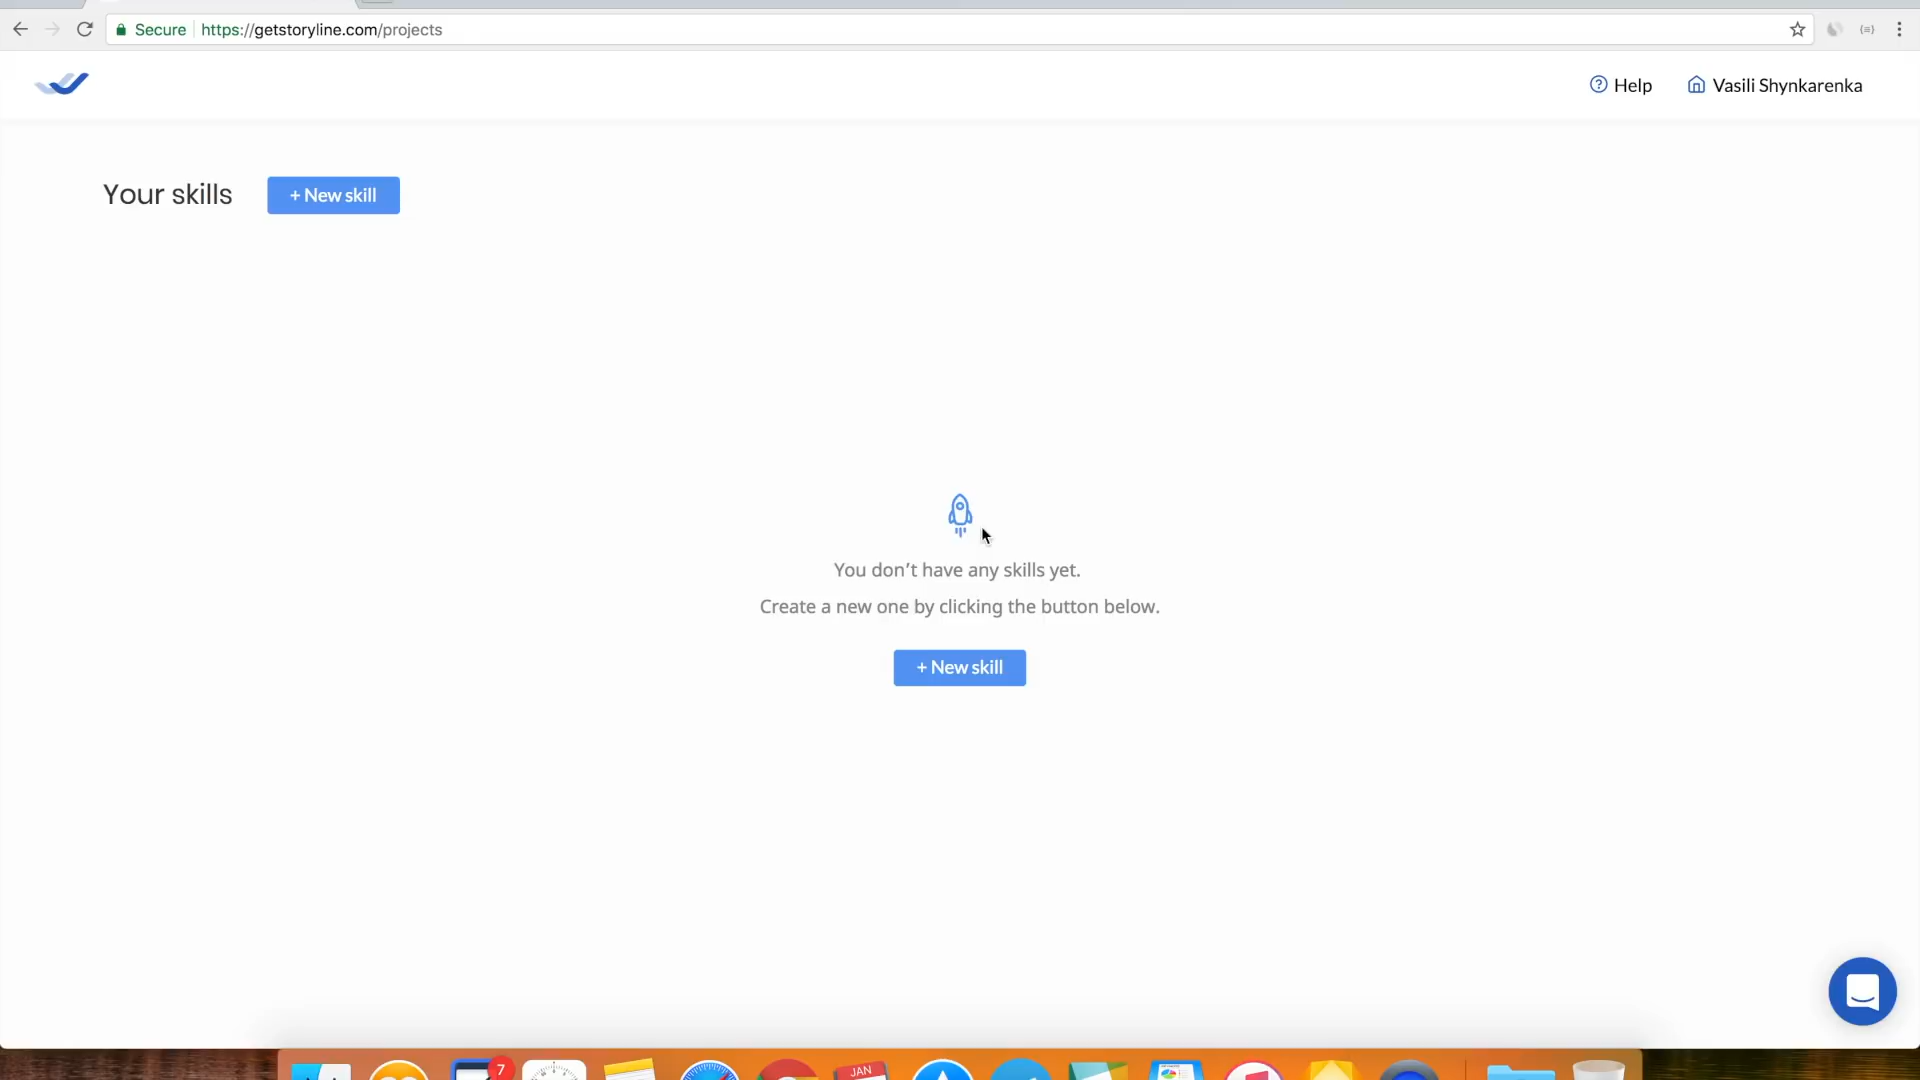 Secure https://getstoryline.com/projects
Help Vasili Shynkarenka
Your skills + New skill
You don’t have any skills yet.
Create a new one by clicking the button below.
+ New skill
7
JAN